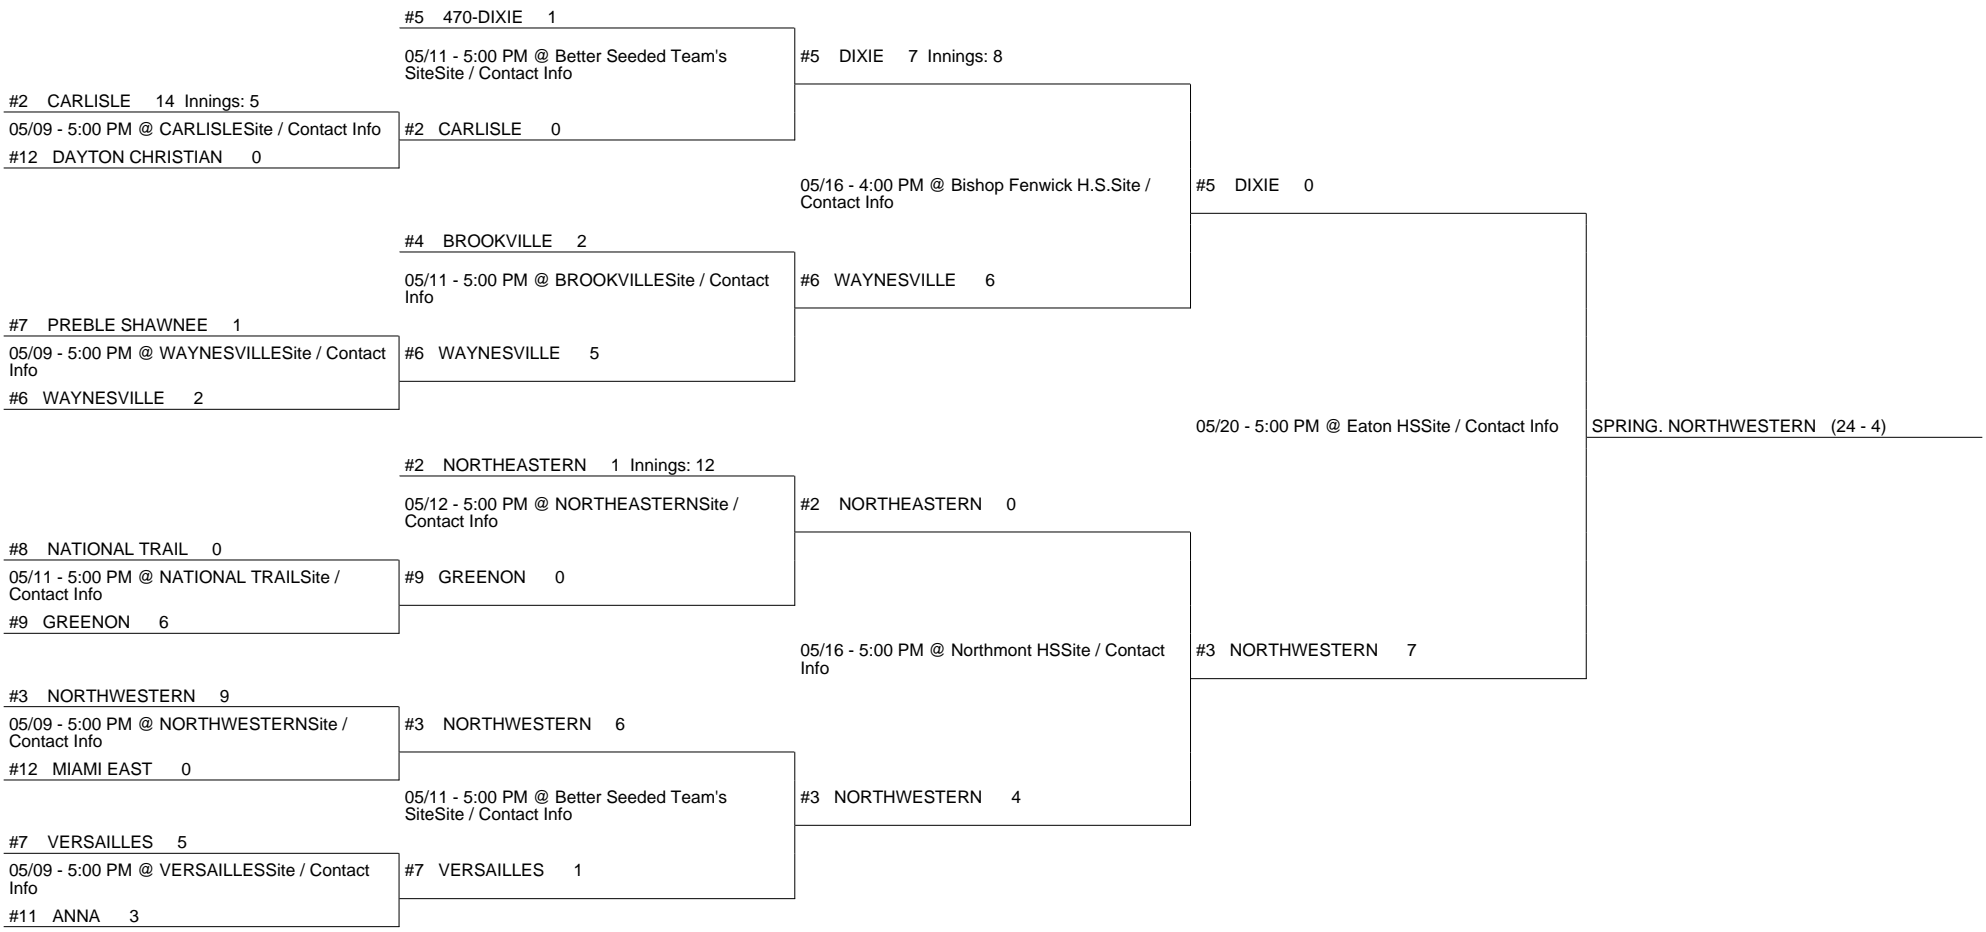 #5 470-DIXIE 1
05/11 - 5:00 PM @ Better Seeded Team's
SiteSite / Contact Info
#5 DIXIE 7 Innings: 8
#2 CARLISLE 14 Innings: 5
05/09 - 5:00 PM @ CARLISLESite / Contact Info
#2 CARLISLE 0
#12 DAYTON CHRISTIAN 0
05/16 - 4:00 PM @ Bishop Fenwick H.S.Site /
Contact Info
#5 DIXIE 0
#4 BROOKVILLE 2
05/11 - 5:00 PM @ BROOKVILLESite / Contact
Info
#6 WAYNESVILLE 6
#7 PREBLE SHAWNEE 1
05/09 - 5:00 PM @ WAYNESVILLESite / Contact
Info
#6 WAYNESVILLE 5
#6 WAYNESVILLE 2
05/20 - 5:00 PM @ Eaton HSSite / Contact Info
SPRING. NORTHWESTERN (24 - 4)
#2 NORTHEASTERN 1 Innings: 12
05/12 - 5:00 PM @ NORTHEASTERNSite /
Contact Info
#2 NORTHEASTERN 0
#8 NATIONAL TRAIL 0
05/11 - 5:00 PM @ NATIONAL TRAILSite /
Contact Info
#9 GREENON 0
#9 GREENON 6
05/16 - 5:00 PM @ Northmont HSSite / Contact
Info
#3 NORTHWESTERN 7
#3 NORTHWESTERN 9
05/09 - 5:00 PM @ NORTHWESTERNSite /
Contact Info
#3 NORTHWESTERN 6
#12 MIAMI EAST 0
05/11 - 5:00 PM @ Better Seeded Team's
SiteSite / Contact Info
#3 NORTHWESTERN 4
#7 VERSAILLES 5
05/09 - 5:00 PM @ VERSAILLESSite / Contact
Info
#7 VERSAILLES 1
#11 ANNA 3